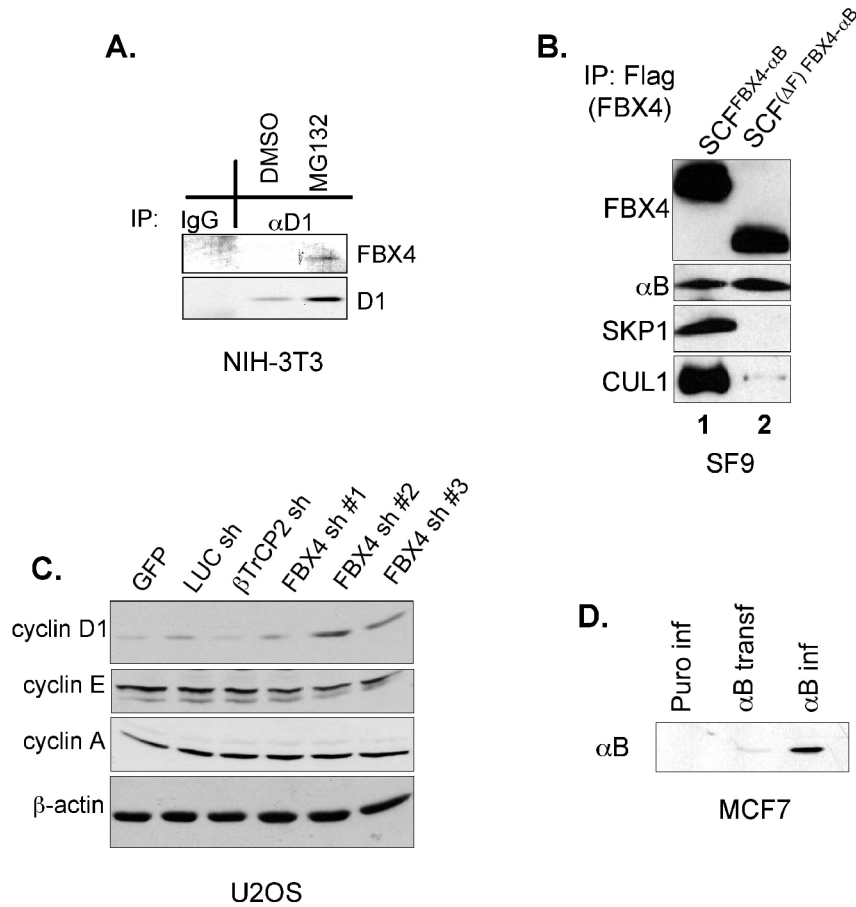 A.
DMSO
MG132
IP: IgG αD1
FBX4
D1
NIH-3T3
B.
IP: Flag
(FBX4)
SCF^FBX4-αB
SCF^(ΔF) FBX4-αB
FBX4
αB
SKP1
CUL1
1 2
SF9
C.
GFP
LUC sh
βTrCP2 sh
FBX4 sh #1
FBX4 sh #2
FBX4 sh #3
cyclin D1
cyclin E
cyclin A
β-actin
U2OS
D.
Puro inf
αB transf
αB inf
αB
MCF7